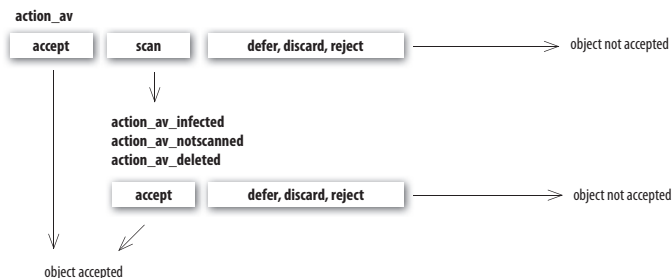 action_av
accept scan defer, discard, reject object not accepted
action_av_infected
action_av_notscanned
action_av_deleted
accept defer, discard, reject object not accepted
object accepted